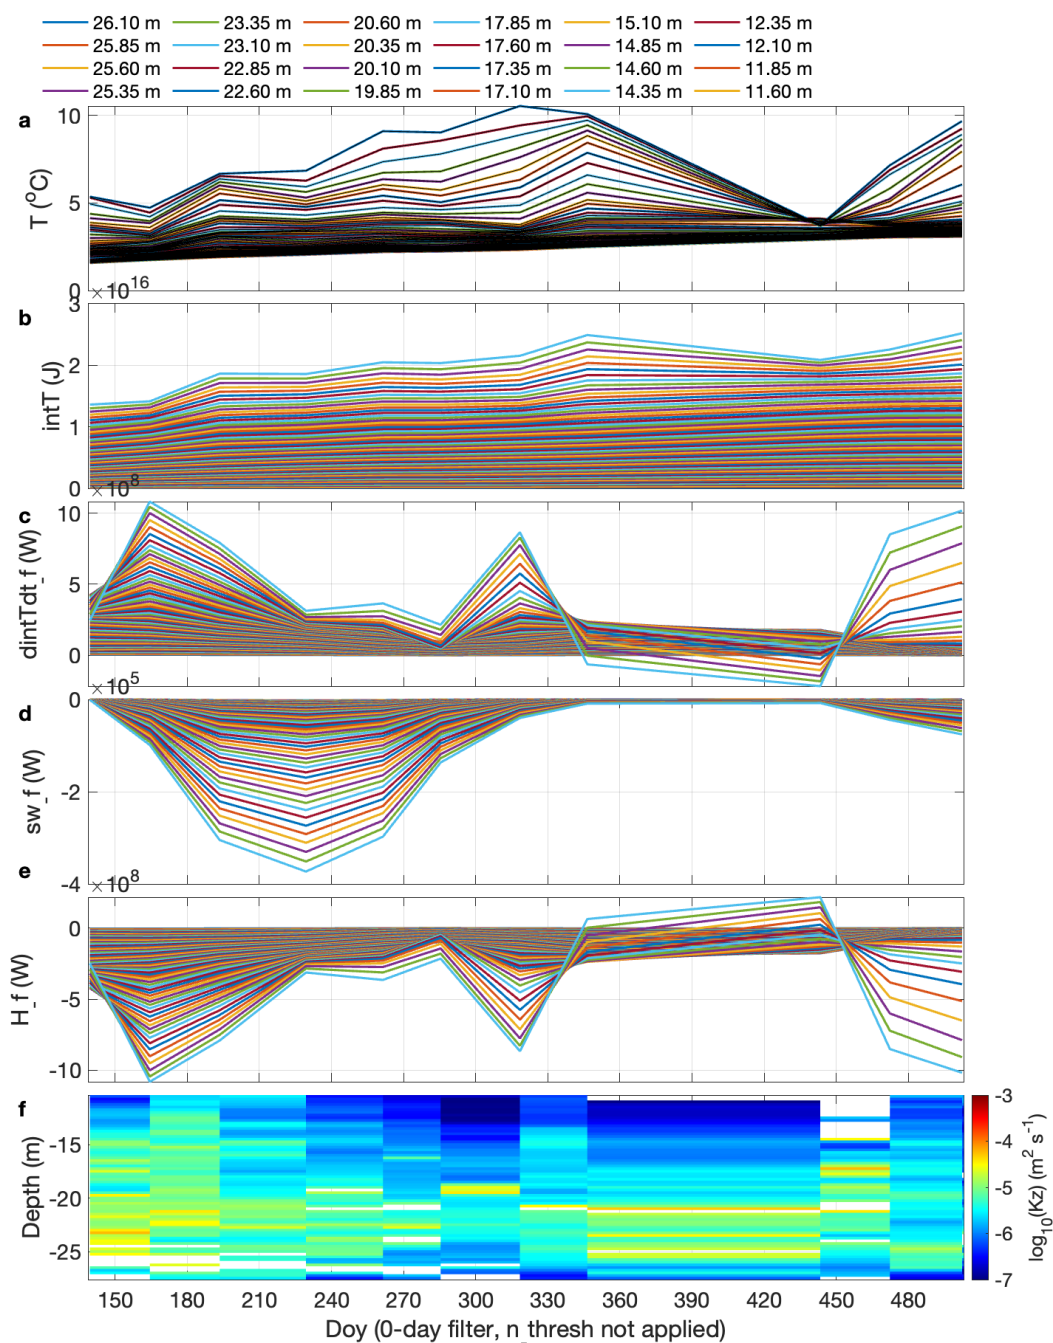 26.10 m 23.35 m 20.60 m 17.85 m 15.10 m 12.35 m
25.85 m 23.10 m 20.35 m 17.60 m 14.85 m 12.10 m
25.60 m 22.85 m 20.10 m 17.35 m 14.60 m 11.85 m
25.35 m 22.60 m 19.85 m 17.10 m 14.35 m 11.60 m
a
10
5
0
T (°C)
×10^16
b
3
2
1
0
intT (J)
×10^8
c
10
5
0
dintTdt_f (W)
×10^5
d
0
-2
-4
sw_f (W)
×10^8
e
0
-5
-10
H_f (W)
f
-15
-20
-25
Depth (m)
-3
-4
-5
-6
-7
log10(Kz) (m² s⁻¹)
150 180 210 240 270 300 330 360 390 420 450 480
Doy (0-day filter, n_thresh not applied)